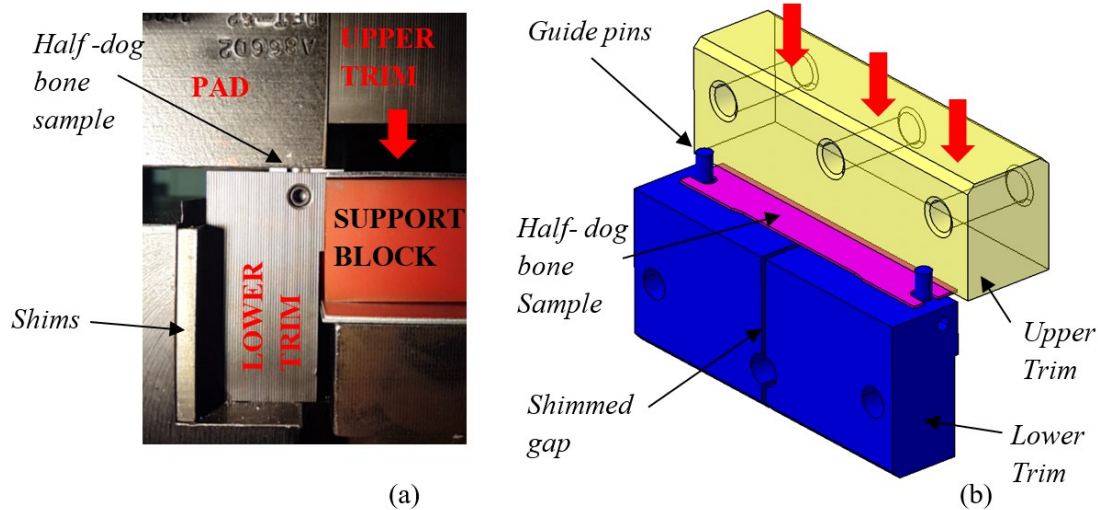 Half -dog
bone
sample
PAD
UPPER
TRIM
SUPPORT
BLOCK
LOWER
TRIM
Shims
(a)
Guide pins
Half- dog
bone
Sample
Shimmed
gap
Upper
Trim
Lower
Trim
(b)